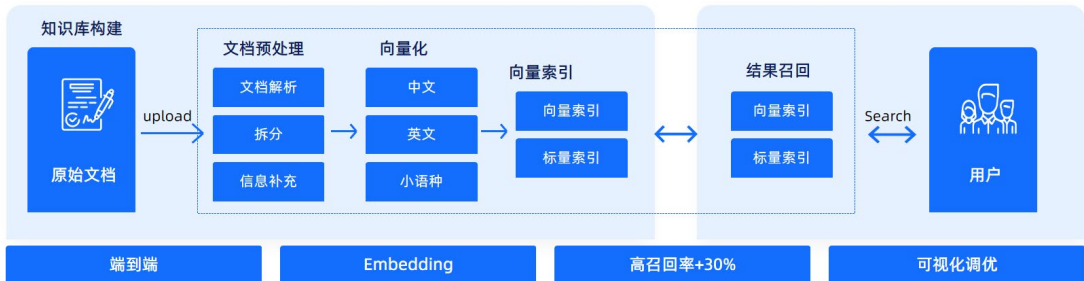 知识库构建
原始文档
upload
文档预处理
文档解析
拆分
信息补充
向量化
中文
英文
小语种
向量索引
向量索引
标量索引
结果召回
向量索引
标量索引
Search
用户
端到端
Embedding
高召回率+30%
可视化调优